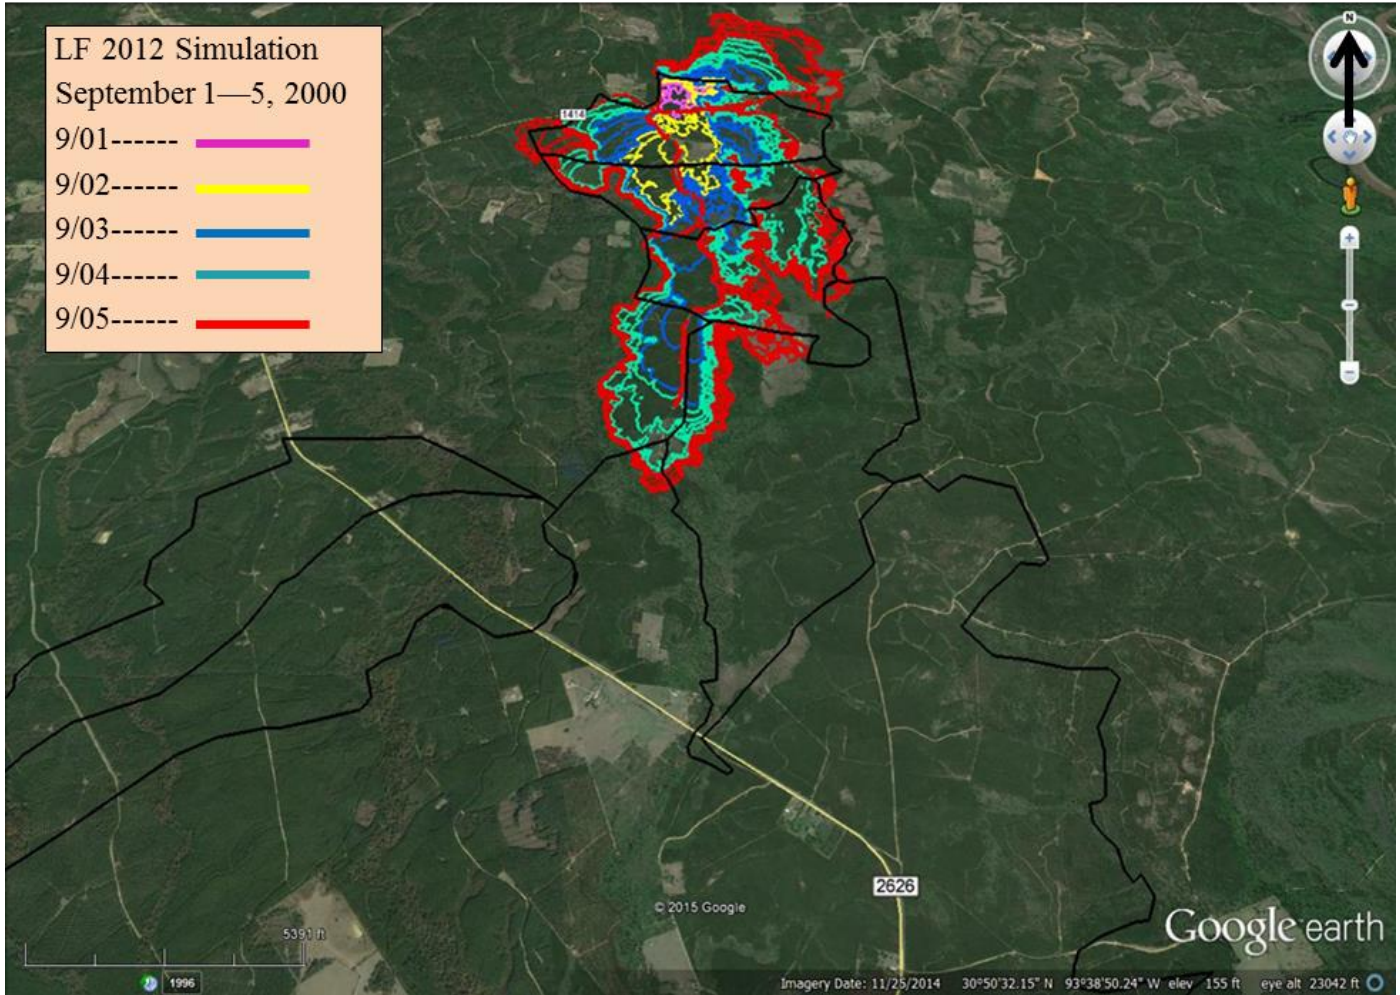 LF 2012 Simulation
September 1—5, 2000
9/01------
9/02------
9/03------
9/04------
9/05------
N
1414
2626
© 2015 Google
Google earth
5391 ft
1996
Imagery Date: 11/25/2014 30°50'32.15" N 93°38'50.24" W elev 155 ft eye alt 23042 ft